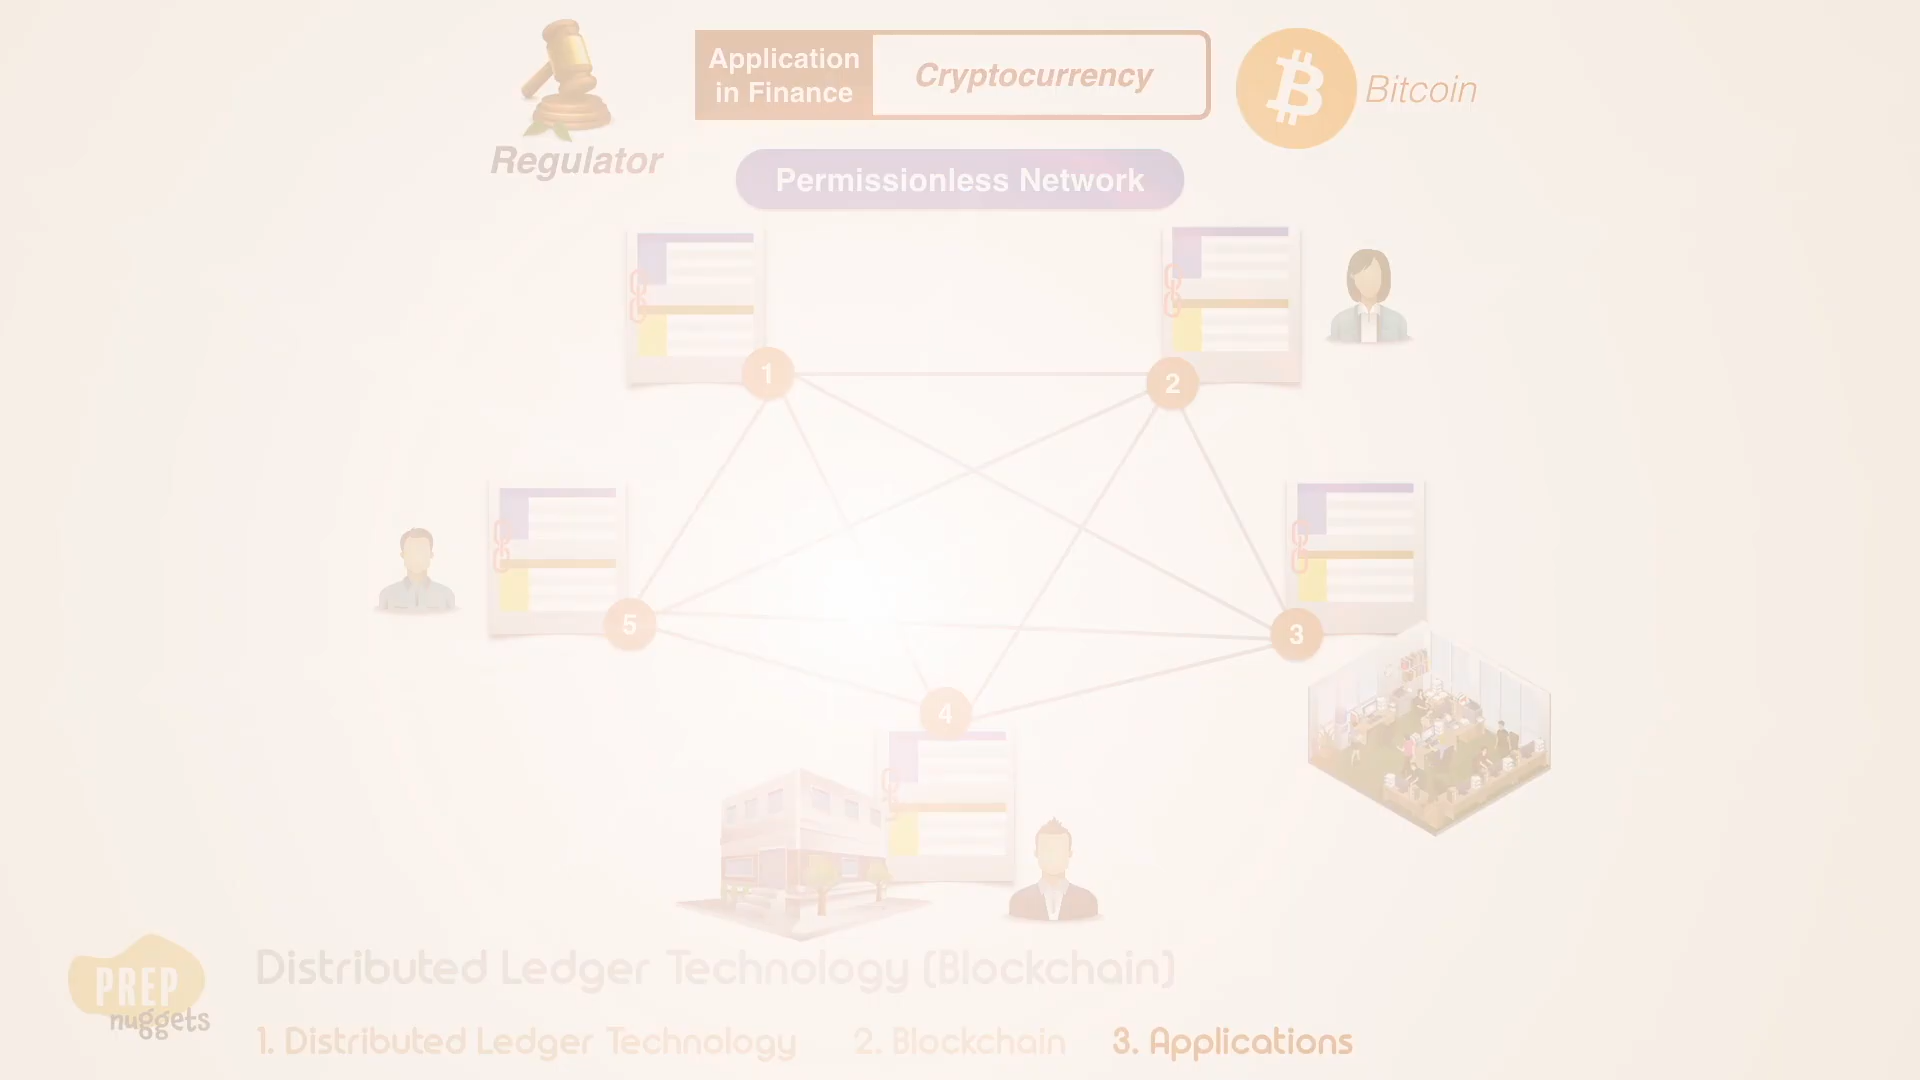 Application
in Finance
Cryptocurrency
Bitcoin
Regulator
Permissionless Network
1
2
5
3
4
PREP
nuggets
Distributed Ledger Technology (Blockchain)
1. Distributed Ledger Technology
2. Blockchain
3. Applications